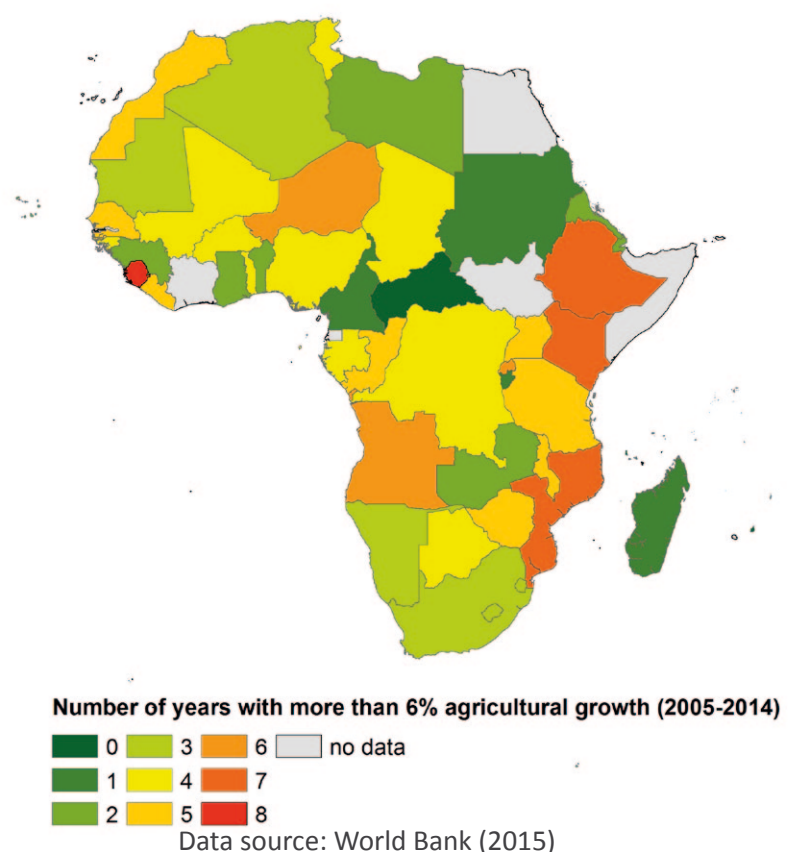 Number of years with more than 6% agricultural growth (2005-2014)
0 3 6 no data
1 4 7
2 5 8
Data source: World Bank (2015)